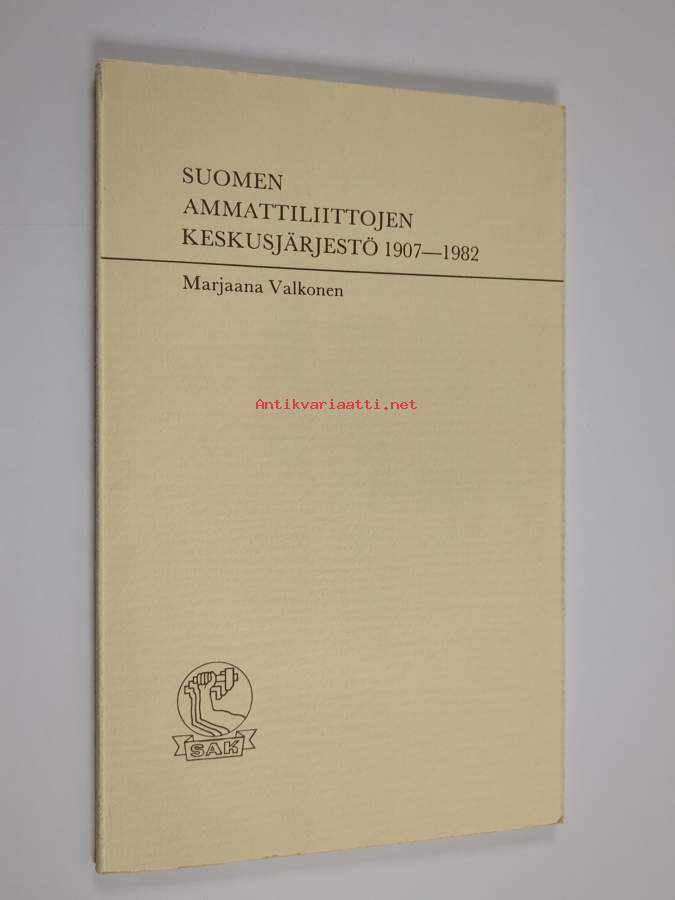 SUOMEN
AMMATTILIITTOJEN
KESKUSJÄRJESTÖ 1907—1982
Marjaana Valkonen
Antikvariaatti.net
SAK